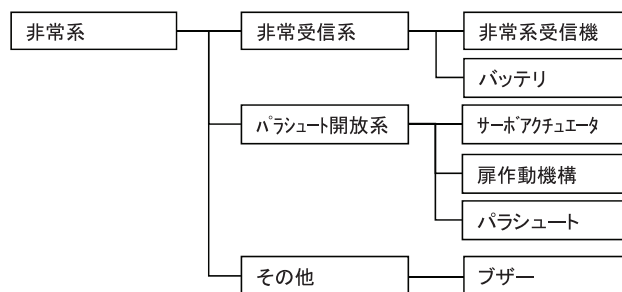 非常系
非常受信系
非常系受信機
バッテリ
パラシュート開放系
サーボアクチュエータ
扉作動機構
パラシュート
その他
ブザー